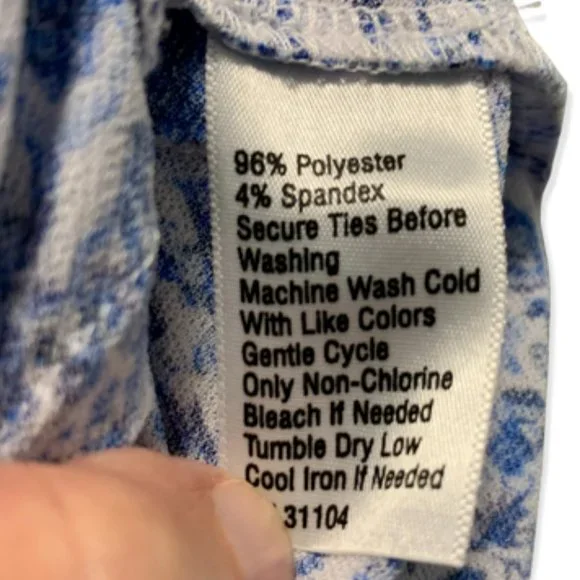 96% Polyester
4% Spandex
Secure Ties Before
Washing
Machine Wash Cold
With Like Colors
Gentle Cycle
Only Non-Chlorine
Bleach If Needed
Tumble Dry Low
Cool Iron If Needed
31104